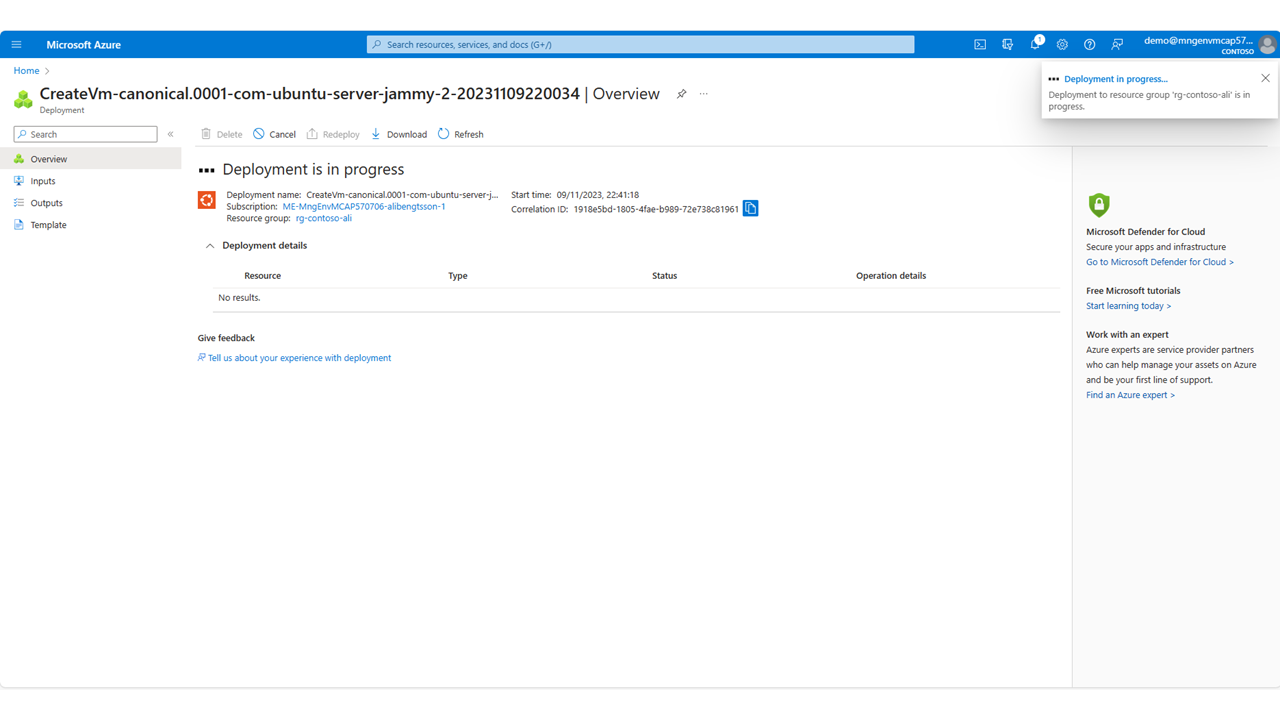 Microsoft Azure
Search resources, services, and docs (G+/)
1
demo@mngenvmcap57...
CONTOSO
Home
Deployment in progress...
Deployment to resource group 'rg-contoso-ali' is in
progress.
CreateVm-canonical.0001-com-ubuntu-server-jammy-2-20231109220034 | Overview
Deployment
Search
Delete
Cancel
Redeploy
Download
Refresh
Overview
Inputs
Outputs
Template
Deployment is in progress
Deployment name: CreateVm-canonical.0001-com-ubuntu-server-j...
Subscription: ME-MngEnvMCAP570706-alibengtsson-1
Resource group: rg-contoso-ali
Start time: 09/11/2023, 22:41:18
Correlation ID: 1918e5bd-1805-4fae-b989-72e738c81961
Deployment details
Resource Type Status Operation details
No results.
Give feedback
Tell us about your experience with deployment
Microsoft Defender for Cloud
Secure your apps and infrastructure
Go to Microsoft Defender for Cloud >
Free Microsoft tutorials
Start learning today >
Work with an expert
Azure experts are service provider partners
who can help manage your assets on Azure
and be your first line of support.
Find an Azure expert >